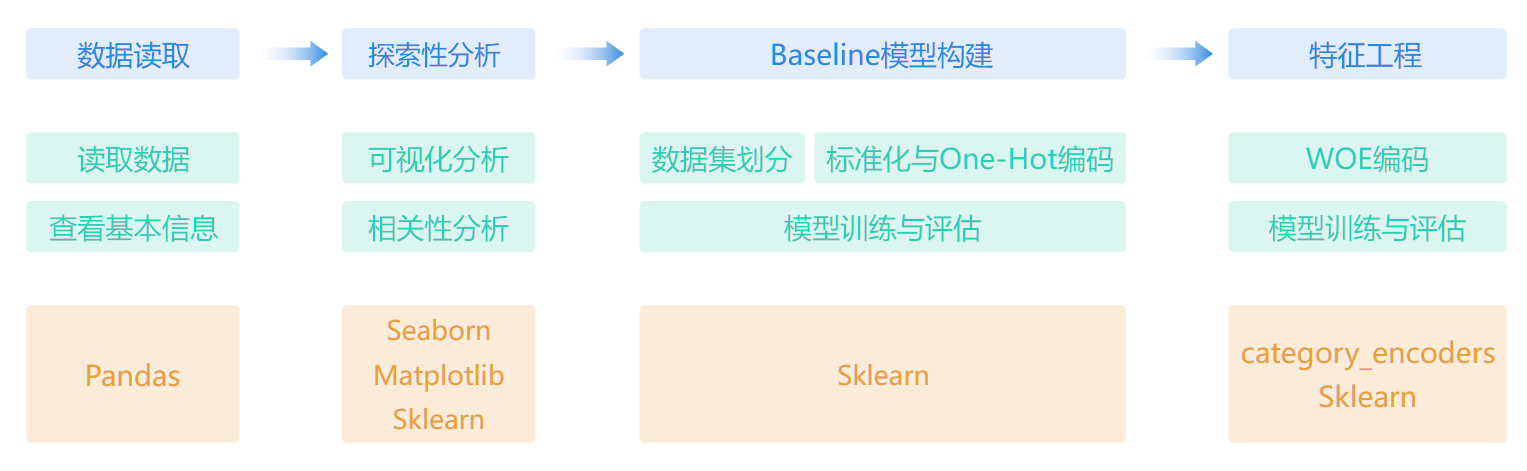 数据读取
探索性分析
Baseline模型构建
特征工程
读取数据
可视化分析
数据集划分
标准化与One-Hot编码
WOE编码
查看基本信息
相关性分析
模型训练与评估
模型训练与评估
Pandas
Seaborn
Matplotlib
Sklearn
Sklearn
category_encoders
Sklearn